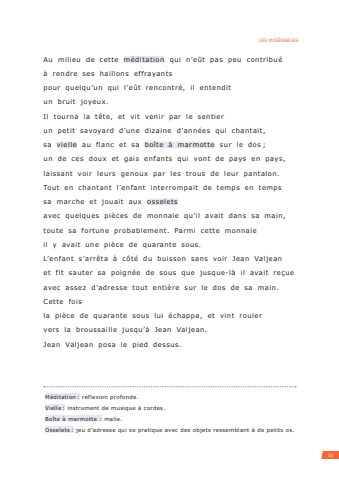 LES MISÉRABLES
Au milieu de cette méditation qui n'eût pas peu contribué
à rendre ses haillons effrayants
pour quelqu'un qui l'eût rencontré, il entendit
un bruit joyeux.
Il tourna la tête, et vit venir par le sentier
un petit savoyard d'une dizaine d'années qui chantait,
sa vielle au flanc et sa boîte à marmotte sur le dos ;
un de ces doux et gais enfants qui vont de pays en pays,
laissant voir leurs genoux par les trous de leur pantalon.
Tout en chantant l'enfant interrompait de temps en temps
sa marche et jouait aux osselets
avec quelques pièces de monnaie qu'il avait dans sa main,
toute sa fortune probablement. Parmi cette monnaie
il y avait une pièce de quarante sous.
L'enfant s'arrêta à côté du buisson sans voir Jean Valjean
et fit sauter sa poignée de sous que jusque-là il avait reçue
avec assez d'adresse tout entière sur le dos de sa main.
Cette fois
la pièce de quarante sous lui échappa, et vint rouler
vers la broussaille jusqu'à Jean Valjean.
Jean Valjean posa le pied dessus.
Méditation : réflexion profonde.
Vielle : instrument de musique à cordes.
Boîte à marmotte : malle.
Osselets : jeu d'adresse qui se pratique avec des objets ressemblant à de petits os.